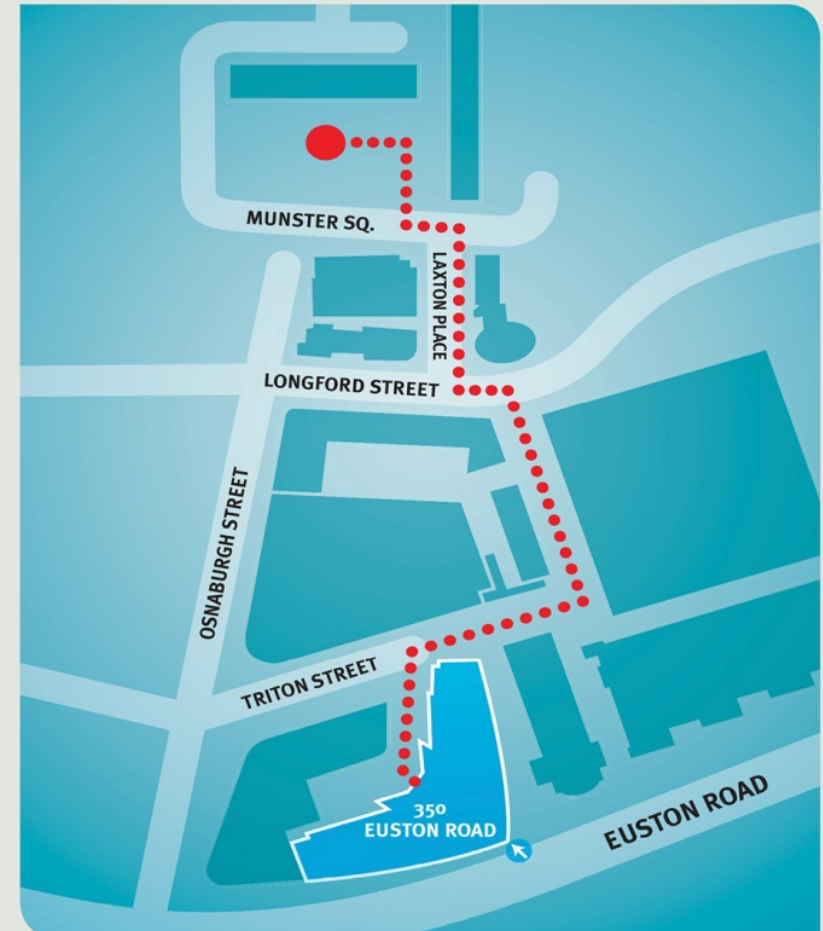 MUNSTER SQ.
LAXTON PLACE
LONGFORD STREET
OSNABURGH STREET
TRITON STREET
350
EUSTON ROAD
EUSTON ROAD